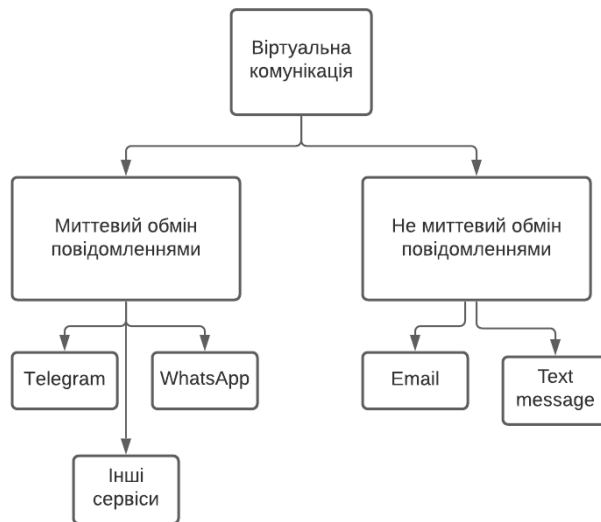 Віртуальна
комунікація
Миттевий обмін
повідомленнями
Не миттевий обмін
повідомленнями
Telegram
WhatsApp
Email
Text
message
Інші
сервіси